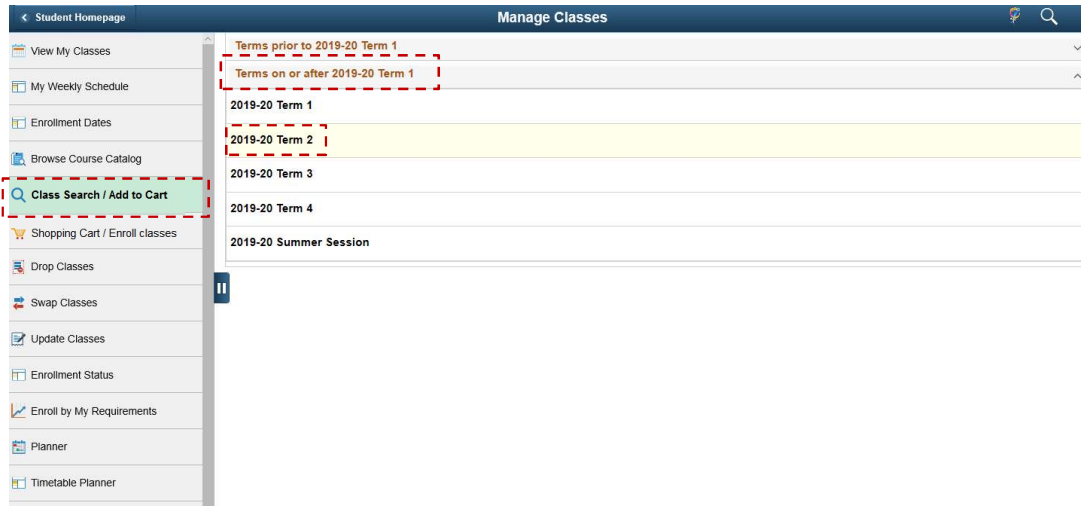 Student Homepage
Manage Classes
View My Classes
My Weekly Schedule
Enrollment Dates
Browse Course Catalog
Class Search / Add to Cart
Shopping Cart / Enroll classes
Drop Classes
Swap Classes
Update Classes
Enrollment Status
Enroll by My Requirements
Planner
Timetable Planner
Terms prior to 2019-20 Term 1
Terms on or after 2019-20 Term 1
2019-20 Term 1
2019-20 Term 2
2019-20 Term 3
2019-20 Term 4
2019-20 Summer Session